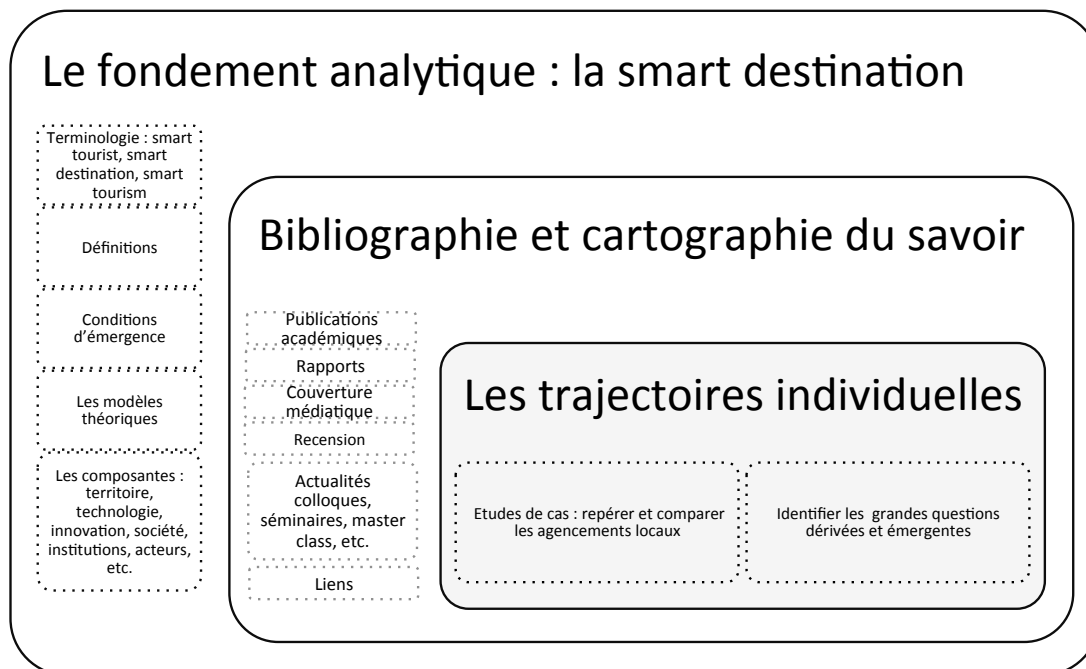 Le fondement analytique : la smart destination
Terminologie : smart
tourist, smart
destination, smart
tourism
Définitions
Conditions
d'émergence
Les modèles
théoriques
Les composantes :
territoire,
technologie,
innovation, société,
institutions, acteurs,
etc.
Bibliographie et cartographie du savoir
Publications
académiques
Rapports
Couverture
médiatique
Recension
Actualités
colloques,
séminaires, master
class, etc.
Liens
Les trajectoires individuelles
Etudes de cas : repérer et comparer
les agencements locaux
Identifier les grandes questions
dérivées et émergentes